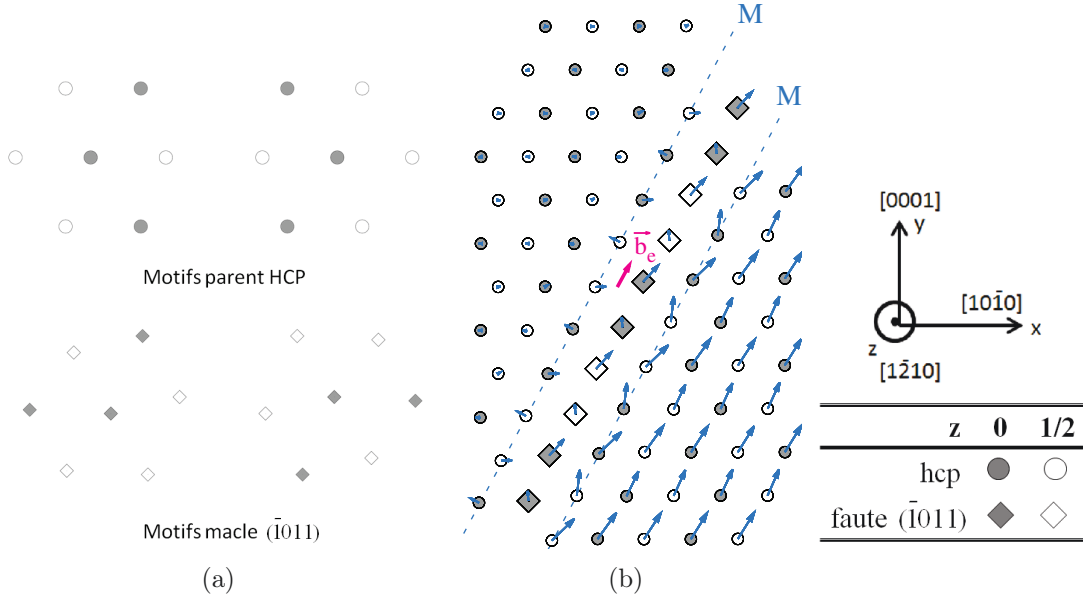 Motifs parent HCP
Motifs macle (1̄011)
(a)
M
M
b⃗e
(b)
[0001]
y
[101̄0]
x
z
[12̄10]
z 0 1/2
hcp
faute (1̄011)